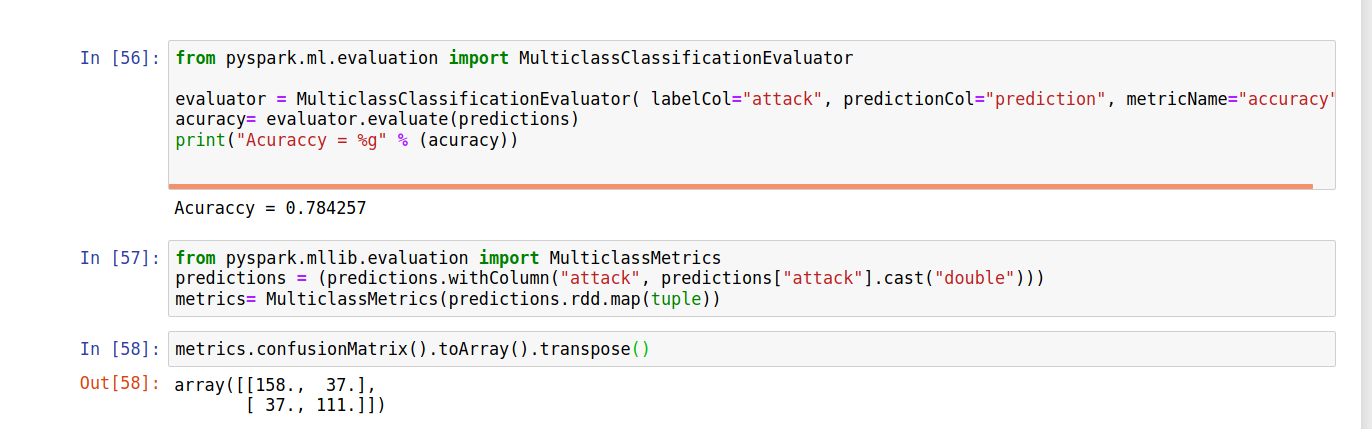 In [56]: from pyspark.ml.evaluation import MulticlassClassificationEvaluator
evaluator = MulticlassClassificationEvaluator( labelCol="attack", predictionCol="prediction", metricName="accuracy"
acuracy= evaluator.evaluate(predictions)
print("Acuraccy = %g" % (acuracy))
Acuraccy = 0.784257
In [57]: from pyspark.mllib.evaluation import MulticlassMetrics
predictions = (predictions.withColumn("attack", predictions["attack"].cast("double")))
metrics= MulticlassMetrics(predictions.rdd.map(tuple))
In [58]: metrics.confusionMatrix().toArray().transpose()
Out[58]: array([[158.,  37.],
       [ 37., 111.]])